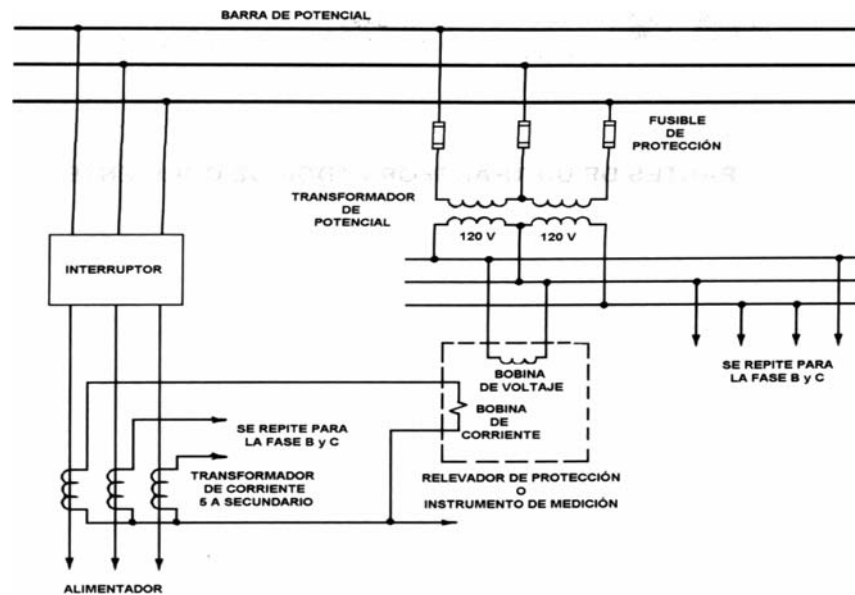 BARRA DE POTENCIAL
FUSIBLE
DE
PROTECCIÓN
TRANSFORMADOR
DE
POTENCIAL
120 V
120 V
INTERRUPTOR
SE REPITE PARA
LA FASE B y C
BOBINA
DE VOLTAJE
BOBINA
DE
CORRIENTE
SE REPITE PARA
LA FASE B y C
TRANSFORMADOR
DE CORRIENTE
5 A SECUNDARIO
RELEVADOR DE PROTECCIÓN
O
INSTRUMENTO DE MEDICIÓN
ALIMENTADOR